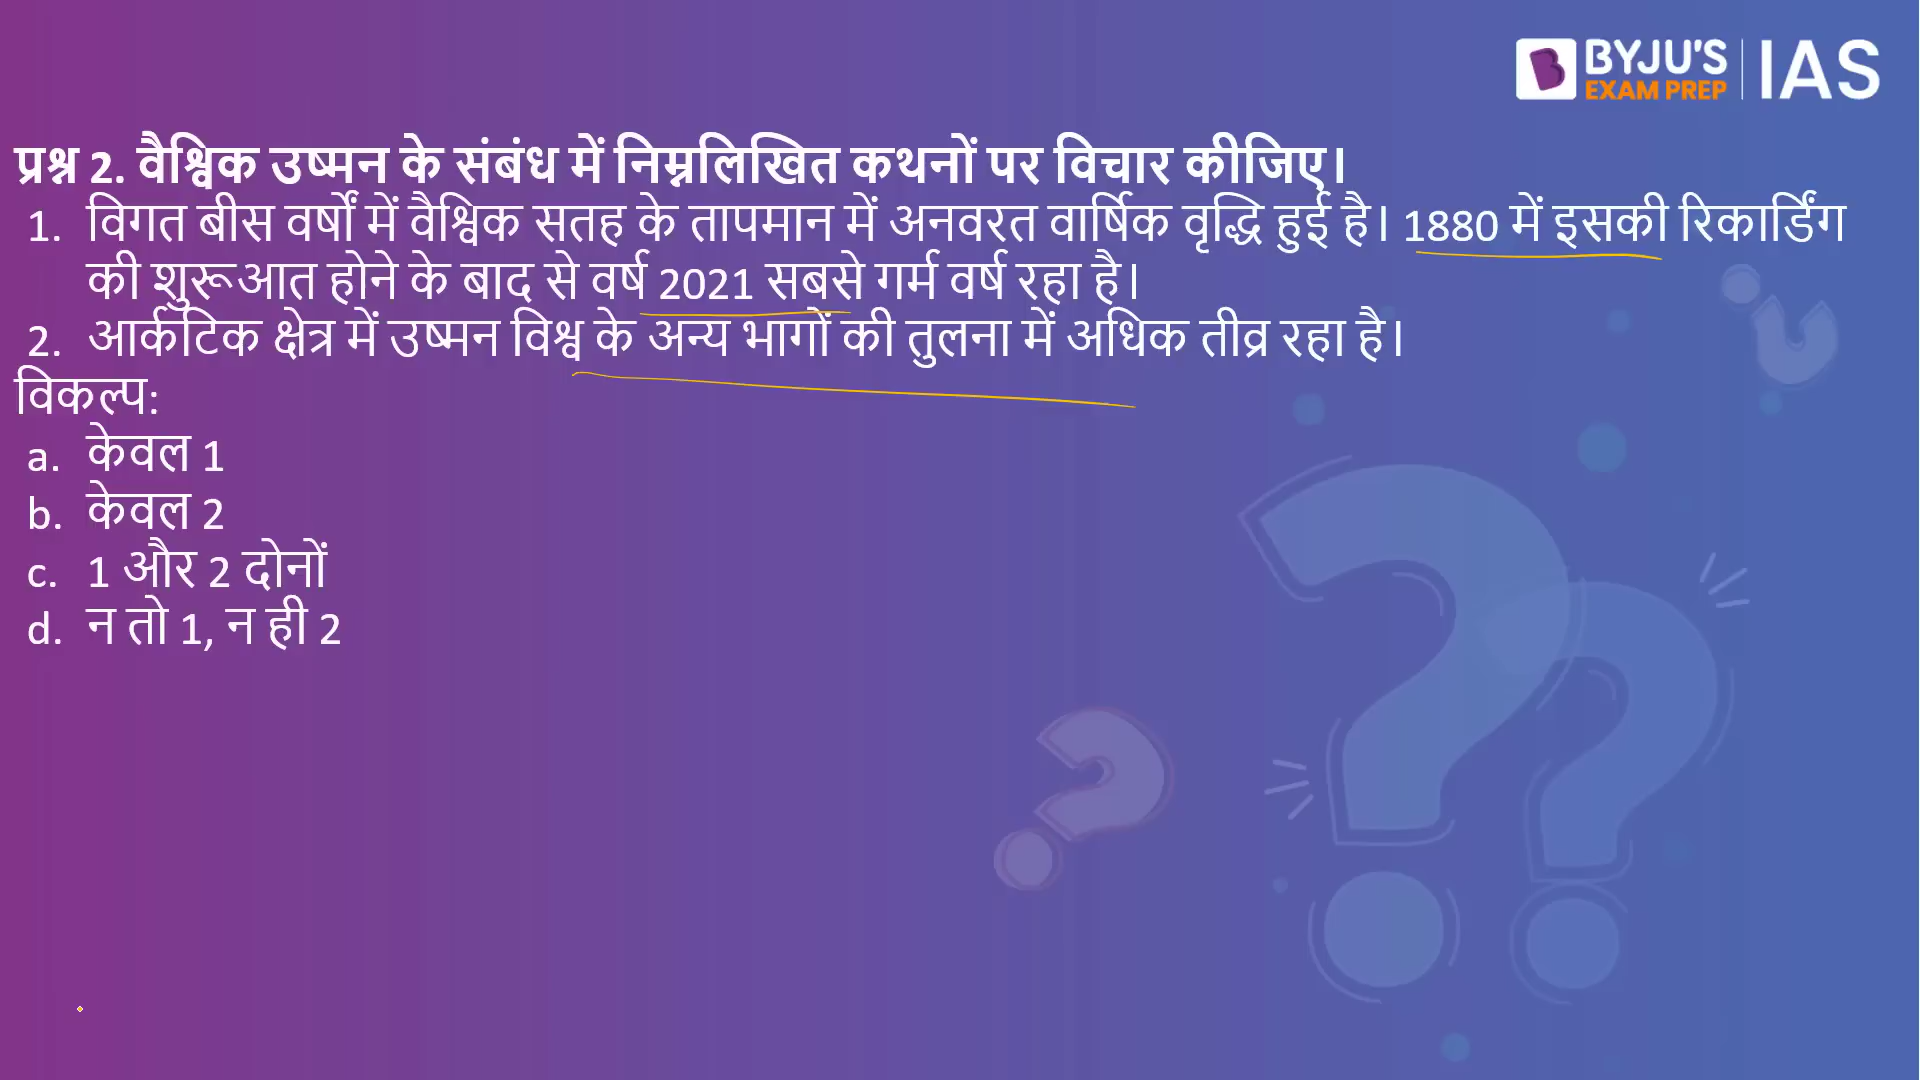 BYJU'S
EXAM PREP
IAS
प्रश्न 2. वैश्विक उष्मन के संबंध में निम्नलिखित कथनों पर विचार कीजिए।
1. विगत बीस वर्षों में वैश्विक सतह के तापमान में अनवरत वार्षिक वृद्धि हुई है। 1880 में इसकी रिकार्डिंग
की शुरूआत होने के बाद से वर्ष 2021 सबसे गर्म वर्ष रहा है।
2. आर्कटिक क्षेत्र में उष्मन विश्व के अन्य भागों की तुलना में अधिक तीव्र रहा है।
विकल्प:
a. केवल 1
b. केवल 2
c. 1 और 2 दोनों
d. न तो 1, न ही 2